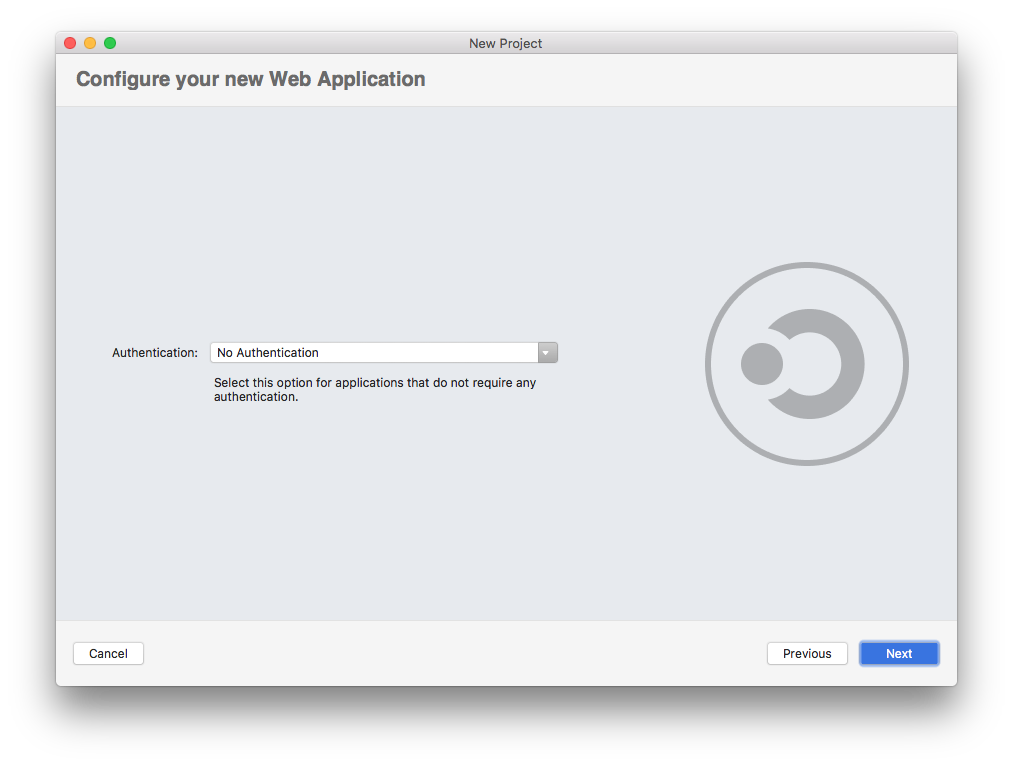 New Project
Configure your new Web Application
Authentication: No Authentication
Select this option for applications that do not require any
authentication.
Cancel Previous Next